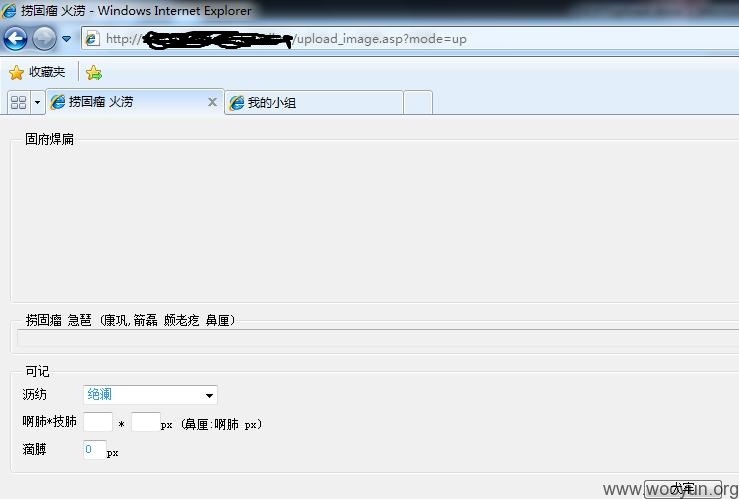 捞固瘤 火涝 - Windows Internet Explorer
http:// /upload_image.asp?mode=up
收藏夹
捞固瘤 火涝
我的小组
固府焊扁
捞固瘤 急琶 (康巩,箭磊 颇老疙 鼻厘)
可记
沥纺 绝澜
啊肺*技肺 * px (鼻厘:啊肺 px)
滴膊 0 px
www.wooyun.org